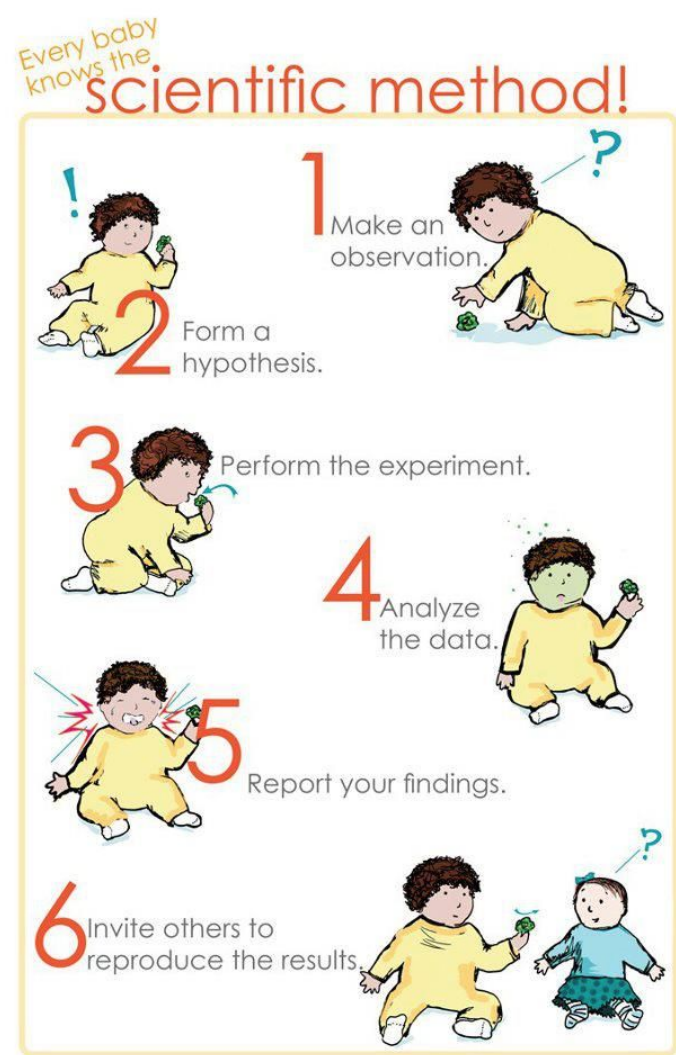 Every baby
knows the
scientific method!
?
1
Make an
observation.
!
2
Form a
hypothesis.
3
Perform the experiment.
4
Analyze
the data.
5
Report your findings.
?
6
Invite others to
reproduce the results.